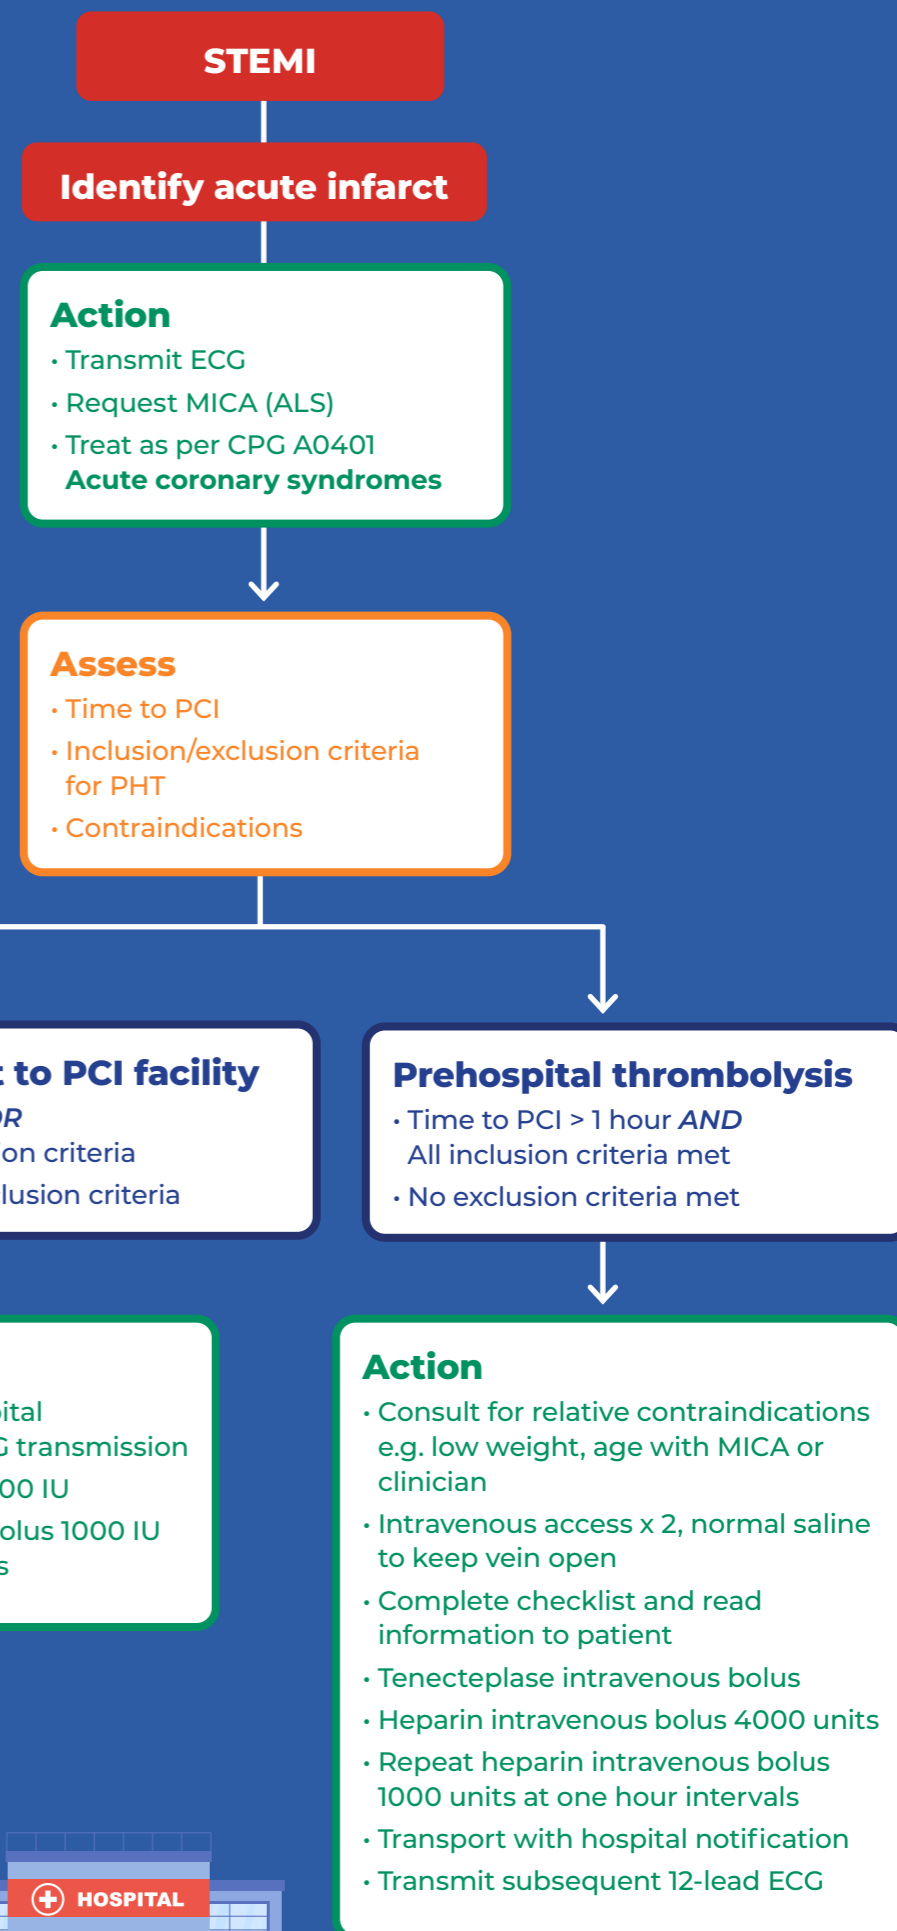 STEMI
Identify acute infarct
Action
• Transmit ECG
• Request MICA (ALS)
• Treat as per CPG A0401
Acute coronary syndromes
Assess
• Time to PCI
• Inclusion/exclusion criteria
for PHT
• Contraindications
to PCI facility
on criteria
lusion criteria
Prehospital thrombolysis
• Time to PCI > 1 hour AND
All inclusion criteria met
• No exclusion criteria met
ital
transmission
00 IU
olus 1000 IU
s
Action
• Consult for relative contraindications
e.g. low weight, age with MICA or
clinician
• Intravenous access x 2, normal saline
to keep vein open
• Complete checklist and read
information to patient
• Tenecteplase intravenous bolus
• Heparin intravenous bolus 4000 units
• Repeat heparin intravenous bolus
1000 units at one hour intervals
• Transport with hospital notification
• Transmit subsequent 12-lead ECG
HOSPITAL